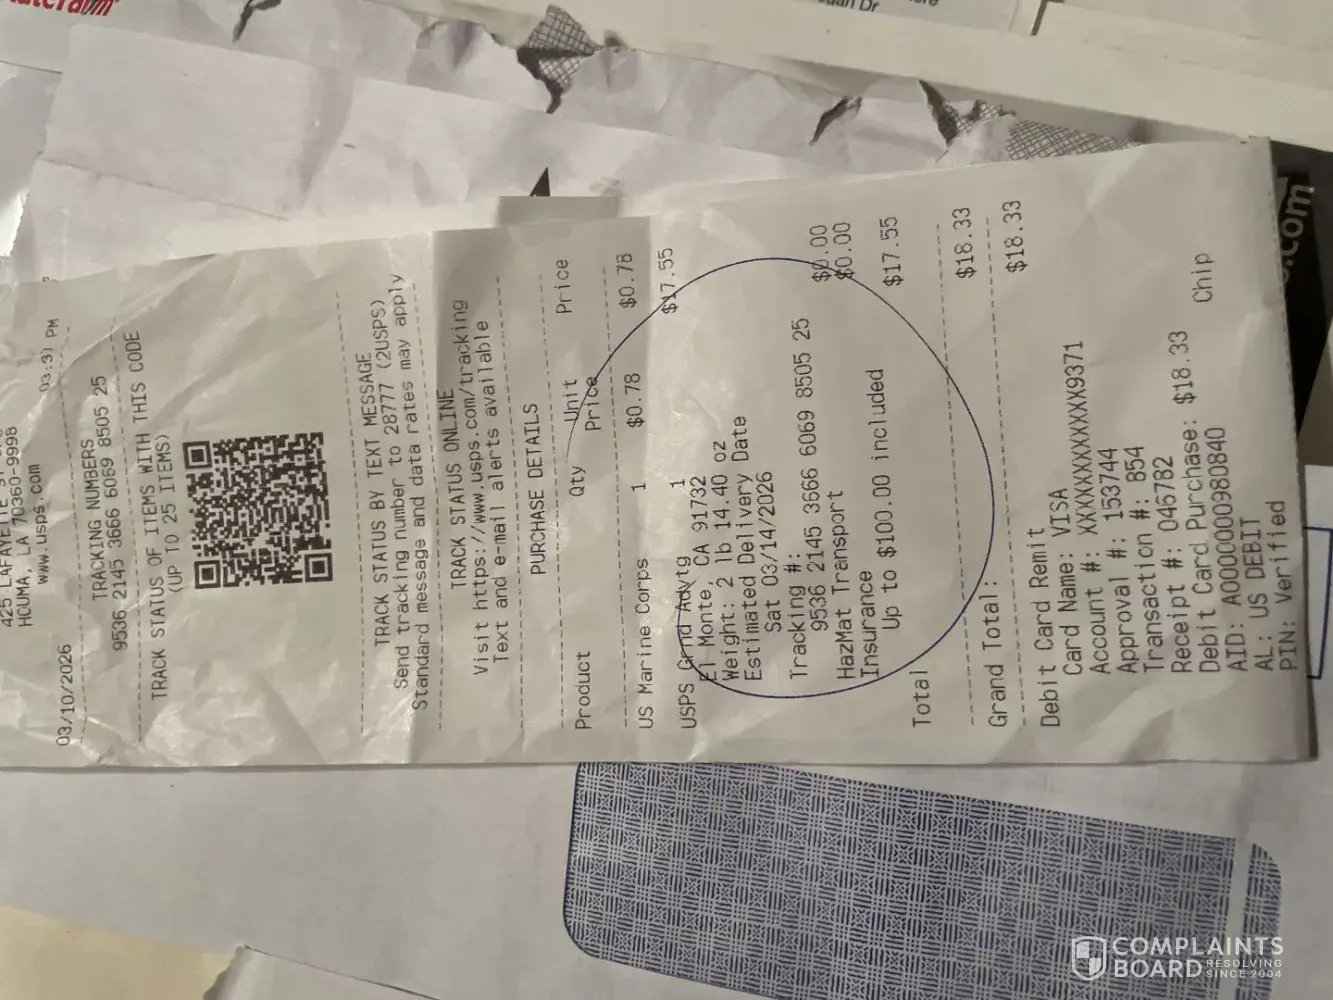 425 LAFAYETTE
HOUMA, LA 70360-9998
www.usps.com
03/10/2026 03:31 PM
TRACKING NUMBERS
9536 2145 3666 6069 8505 25
TRACK STATUS OF ITEMS WITH THIS CODE
(UP TO 25 ITEMS)
TRACK STATUS BY TEXT MESSAGE
Send tracking number to 28777 (2USPS)
Standard message and data rates may apply
TRACK STATUS ONLINE
Visit https://www.usps.com/tracking
Text and e-mail alerts available
PURCHASE DETAILS
Product Qty Unit Price Price
US Marine Corps 1 $0.78 $0.78
USPS Grnd Advtg 1 $17.55
El Monte, CA 91732
Weight: 2 lb 14.40 oz
Estimated Delivery Date
Sat 03/14/2026
Tracking #:
9536 2145 3666 6069 8505 25
HazMat Transport $0.00
Insurance $0.00
Up to $100.00 included
Total $17.55
Grand Total: $18.33
$18.33
Debit Card Remit
Card Name: VISA
Account #: XXXXXXXXXXXX9371
Approval #: 153744
Transaction #: 854
Receipt #: 046782
Debit Card Purchase: $18.33
AID: A0000000980840 Chip
AL: US DEBIT
PIN: Verified
.com
COMPLAINTS
BOARD RESOLVING
SINCE 2004